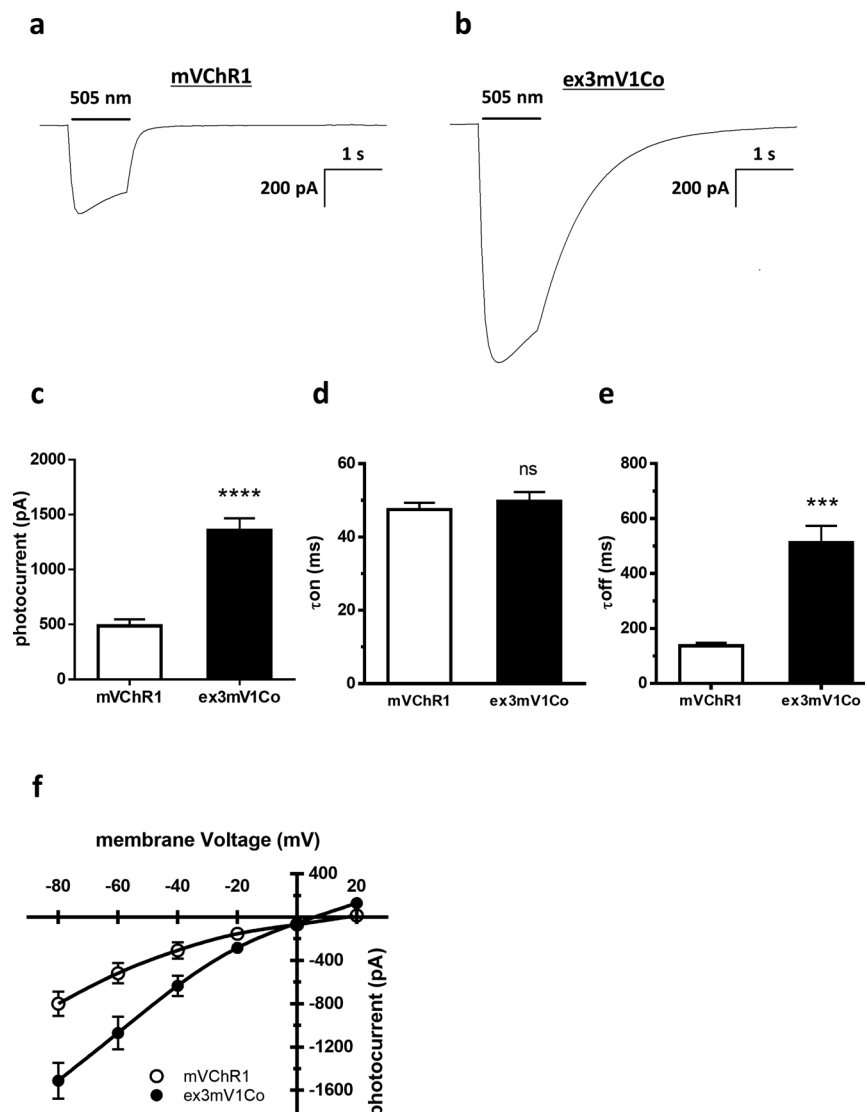 a
mVChR1
505 nm
1 s
200 pA
b
ex3mV1Co
505 nm
1 s
200 pA
c
photocurrent (pA)
2000
1500
1000
500
0
****
mVChR1
ex3mV1Co
d
τon (ms)
60
40
20
0
ns
mVChR1
ex3mV1Co
e
τoff (ms)
800
600
400
200
0
***
mVChR1
ex3mV1Co
f
membrane Voltage (mV)
-80 -60 -40 -20 20
400
-400
-800
-1200
-1600
photocurrent (pA)
mVChR1
ex3mV1Co